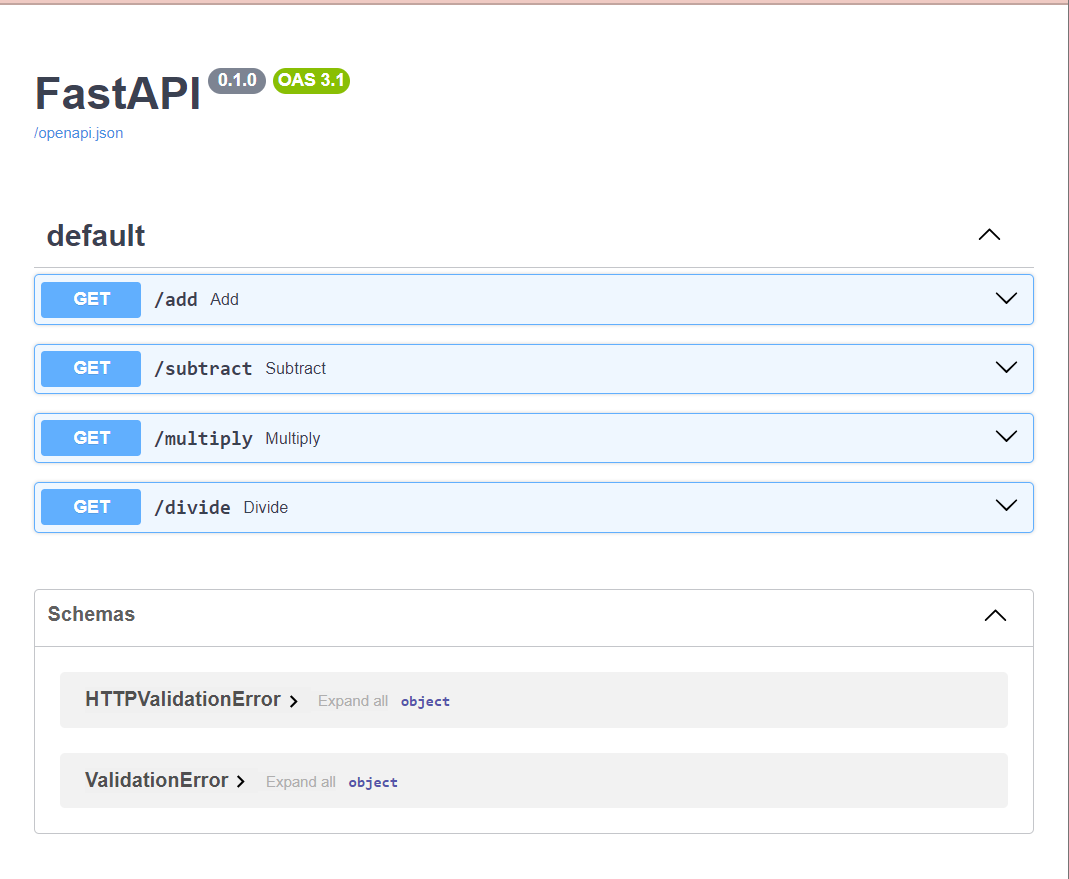 FastAPI 0.1.0 OAS 3.1
/openapi.json
default
GET /add Add
GET /subtract Subtract
GET /multiply Multiply
GET /divide Divide
Schemas
HTTPValidationError Expand all object
ValidationError Expand all object